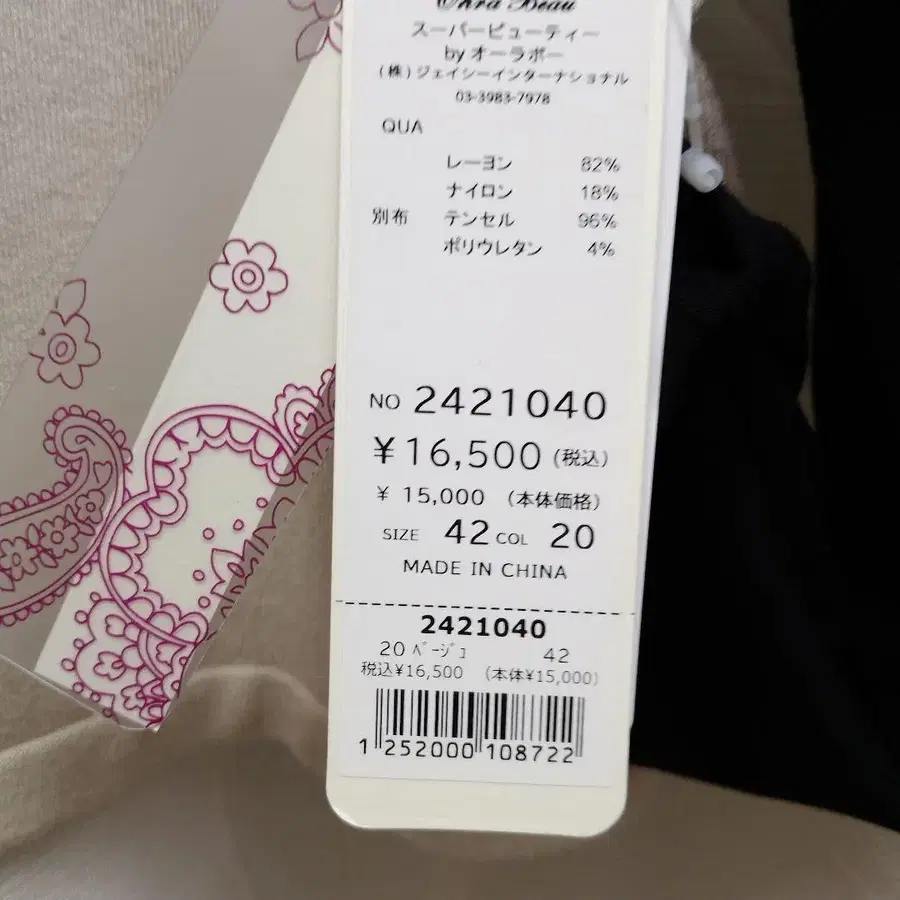 Beau
スーパービューティー
by オーラボー
(株)ジェイシーインターナショナル
03-3983-7978
QUA
レーヨン 82%
ナイロン 18%
別布 テンセル 96%
ポリウレタン 4%
NO 2421040
¥16,500 (税込)
¥ 15,000 (本体価格)
SIZE 42 COL 20
MADE IN CHINA
2421040
20 ベージュ 42
税込¥16,500 (本体¥15,000)
1 252000 108722